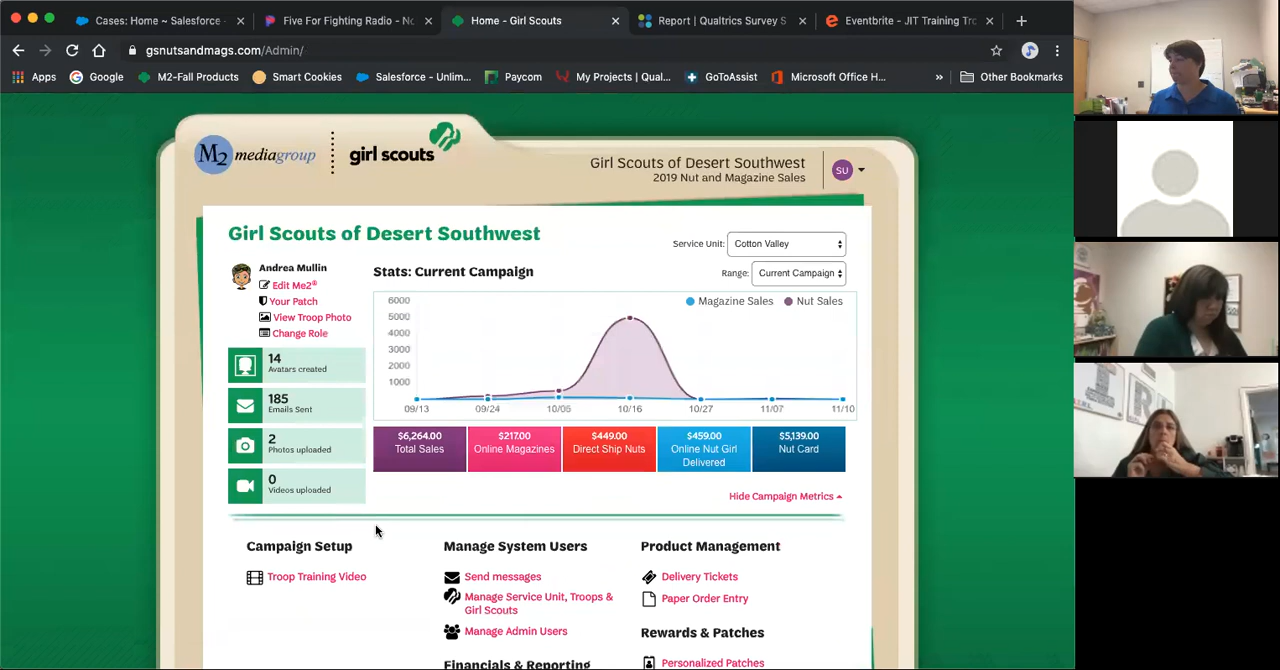 Cases: Home ~ Salesforce -
Five For Fighting Radio - No
Home - Girl Scouts
Report | Qualtrics Survey S
Eventbrite - JIT Training Tro
gsnutsandmags.com/Admin/
Apps
Google
M2-Fall Products
Smart Cookies
Salesforce - Unlim...
Paycom
My Projects | Qual...
GoToAssist
Microsoft Office H...
»
Other Bookmarks
M2 mediagroup
girl scouts
Girl Scouts of Desert Southwest
2019 Nut and Magazine Sales
SU
Girl Scouts of Desert Southwest
Service Unit: Cotton Valley
Andrea Mullin
Edit Me2®
Your Patch
View Troop Photo
Change Role
Stats: Current Campaign
Range: Current Campaign
Magazine Sales
Nut Sales
6000
5000
4000
3000
2000
1000
09/13 09/24 10/05 10/16 10/27 11/07 11/10
14
Avatars created
185
Emails Sent
2
Photos uploaded
0
Videos uploaded
$6,264.00
Total Sales
$217.00
Online Magazines
$449.00
Direct Ship Nuts
$459.00
Online Nut Girl
Delivered
$5,139.00
Nut Card
Hide Campaign Metrics
Campaign Setup
Troop Training Video
Manage System Users
Send messages
Manage Service Unit, Troops &
Girl Scouts
Manage Admin Users
Financials & Reporting
Product Management
Delivery Tickets
Paper Order Entry
Rewards & Patches
Personalized Patches